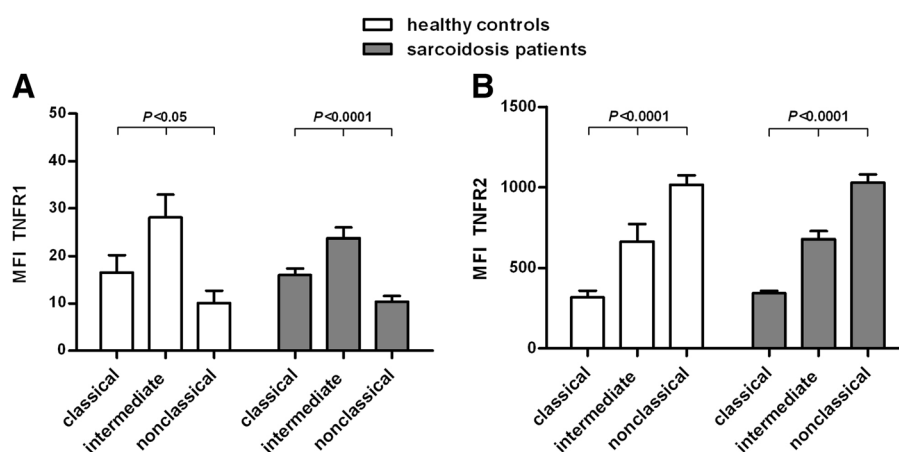 healthy controls
sarcoidosis patients
A
MFI TNFR1
50
40
30
20
10
0
P<0.05
P<0.0001
classical
intermediate
nonclassical
classical
intermediate
nonclassical
B
MFI TNFR2
1500
1000
500
0
P<0.0001
P<0.0001
classical
intermediate
nonclassical
classical
intermediate
nonclassical